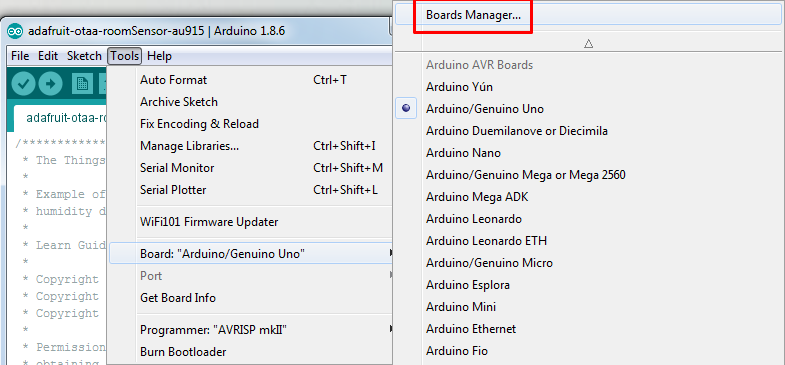 adafruit-otaa-roomSensor-au915 | Arduino 1.8.6
File Edit Sketch Tools Help
adafruit-otaa-ro
/************
* The Things
*
* Example of
* humidity d
*
* Learn Guid
*
* Copyright
* Copyright
* Copyright
*
* Permission
* obtaining
Auto Format Ctrl+T
Archive Sketch
Fix Encoding & Reload
Manage Libraries... Ctrl+Shift+I
Serial Monitor Ctrl+Shift+M
Serial Plotter Ctrl+Shift+L
WiFi101 Firmware Updater
Board: "Arduino/Genuino Uno"
Port
Get Board Info
Programmer: "AVRISP mkII"
Burn Bootloader
Boards Manager...
Arduino AVR Boards
Arduino Yún
Arduino/Genuino Uno
Arduino Duemilanove or Diecimila
Arduino Nano
Arduino/Genuino Mega or Mega 2560
Arduino Mega ADK
Arduino Leonardo
Arduino Leonardo ETH
Arduino/Genuino Micro
Arduino Esplora
Arduino Mini
Arduino Ethernet
Arduino Fio